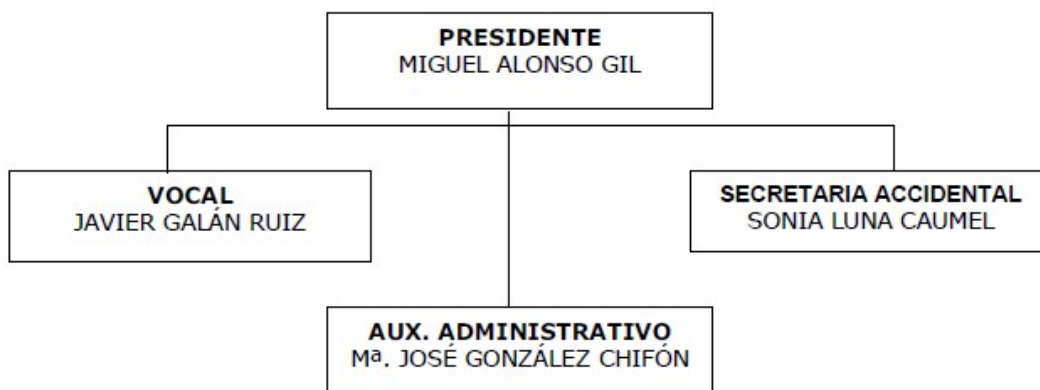 PRESIDENTE
MIGUEL ALONSO GIL
VOCAL
JAVIER GALÁN RUIZ
SECRETARIA ACCIDENTAL
SONIA LUNA CAUMEL
AUX. ADMINISTRATIVO
Mª. JOSÉ GONZÁLEZ CHIFÓN